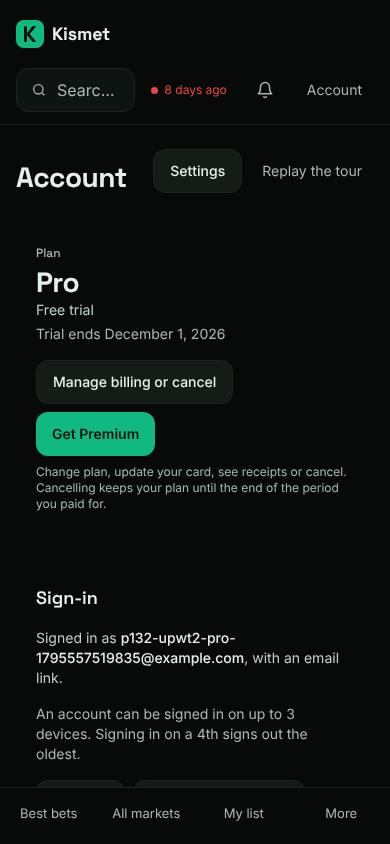 K Kismet
Searc...
8 days ago
Account
Account
Settings
Replay the tour
Plan
Pro
Free trial
Trial ends December 1, 2026
Manage billing or cancel
Get Premium
Change plan, update your card, see receipts or cancel.
Cancelling keeps your plan until the end of the period
you paid for.
Sign-in
Signed in as p132-upwt2-pro-
1795557519835@example.com, with an email
link.
An account can be signed in on up to 3
devices. Signing in on a 4th signs out the
oldest.
Best bets
All markets
My list
More